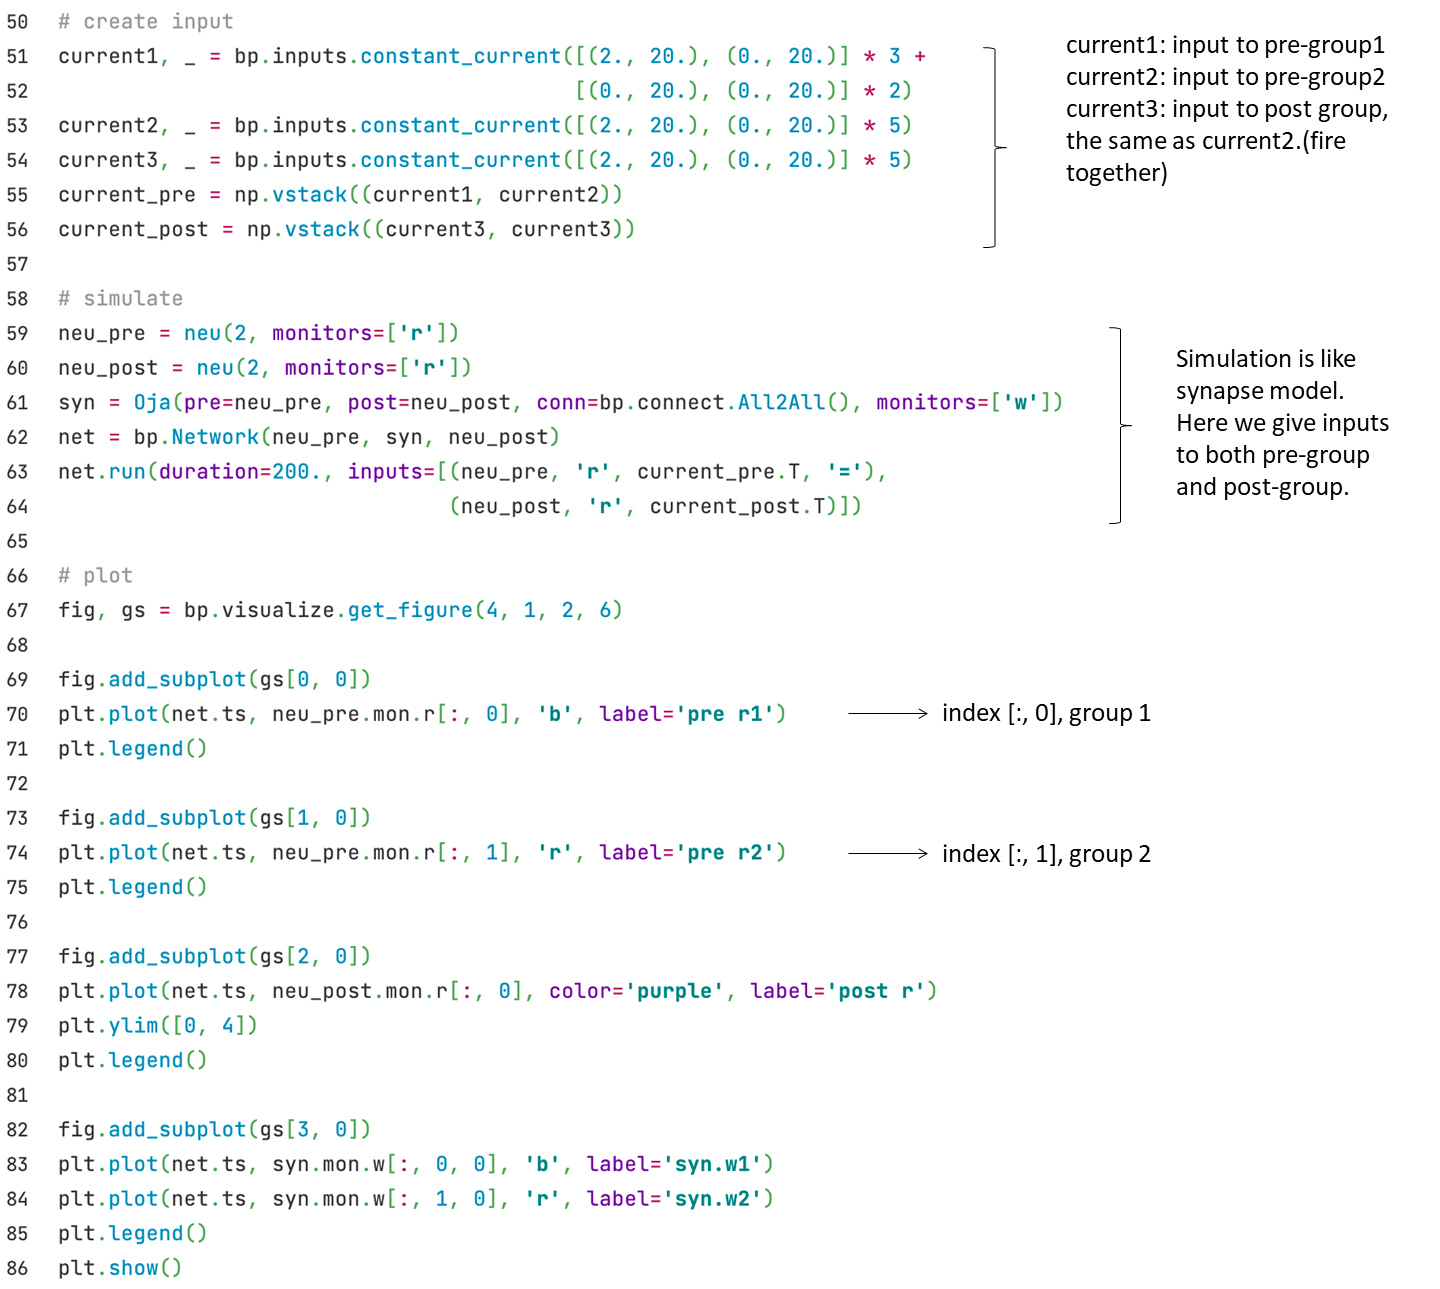 50 # create input
51 current1, _ = bp.inputs.constant_current([(2., 20.), (0., 20.)] * 3 +
52 [(0., 20.), (0., 20.)] * 2)
53 current2, _ = bp.inputs.constant_current([(2., 20.), (0., 20.)] * 5)
54 current3, _ = bp.inputs.constant_current([(2., 20.), (0., 20.)] * 5)
55 current_pre = np.vstack((current1, current2))
56 current_post = np.vstack((current3, current3))
current1: input to pre-group1
current2: input to pre-group2
current3: input to post group,
the same as current2.(fire
together)
57
58 # simulate
59 neu_pre = neu(2, monitors=['r'])
60 neu_post = neu(2, monitors=['r'])
61 syn = Oja(pre=neu_pre, post=neu_post, conn=bp.connect.All2All(), monitors=['w'])
62 net = bp.Network(neu_pre, syn, neu_post)
63 net.run(duration=200., inputs=[(neu_pre, 'r', current_pre.T, '='),
64 (neu_post, 'r', current_post.T)])
Simulation is like
synapse model.
Here we give inputs
to both pre-group
and post-group.
65
66 # plot
67 fig, gs = bp.visualize.get_figure(4, 1, 2, 6)
68
69 fig.add_subplot(gs[0, 0])
70 plt.plot(net.ts, neu_pre.mon.r[:, 0], 'b', label='pre r1') index [:, 0], group 1
71 plt.legend()
72
73 fig.add_subplot(gs[1, 0])
74 plt.plot(net.ts, neu_pre.mon.r[:, 1], 'r', label='pre r2') index [:, 1], group 2
75 plt.legend()
76
77 fig.add_subplot(gs[2, 0])
78 plt.plot(net.ts, neu_post.mon.r[:, 0], color='purple', label='post r')
79 plt.ylim([0, 4])
80 plt.legend()
81
82 fig.add_subplot(gs[3, 0])
83 plt.plot(net.ts, syn.mon.w[:, 0, 0], 'b', label='syn.w1')
84 plt.plot(net.ts, syn.mon.w[:, 1, 0], 'r', label='syn.w2')
85 plt.legend()
86 plt.show()